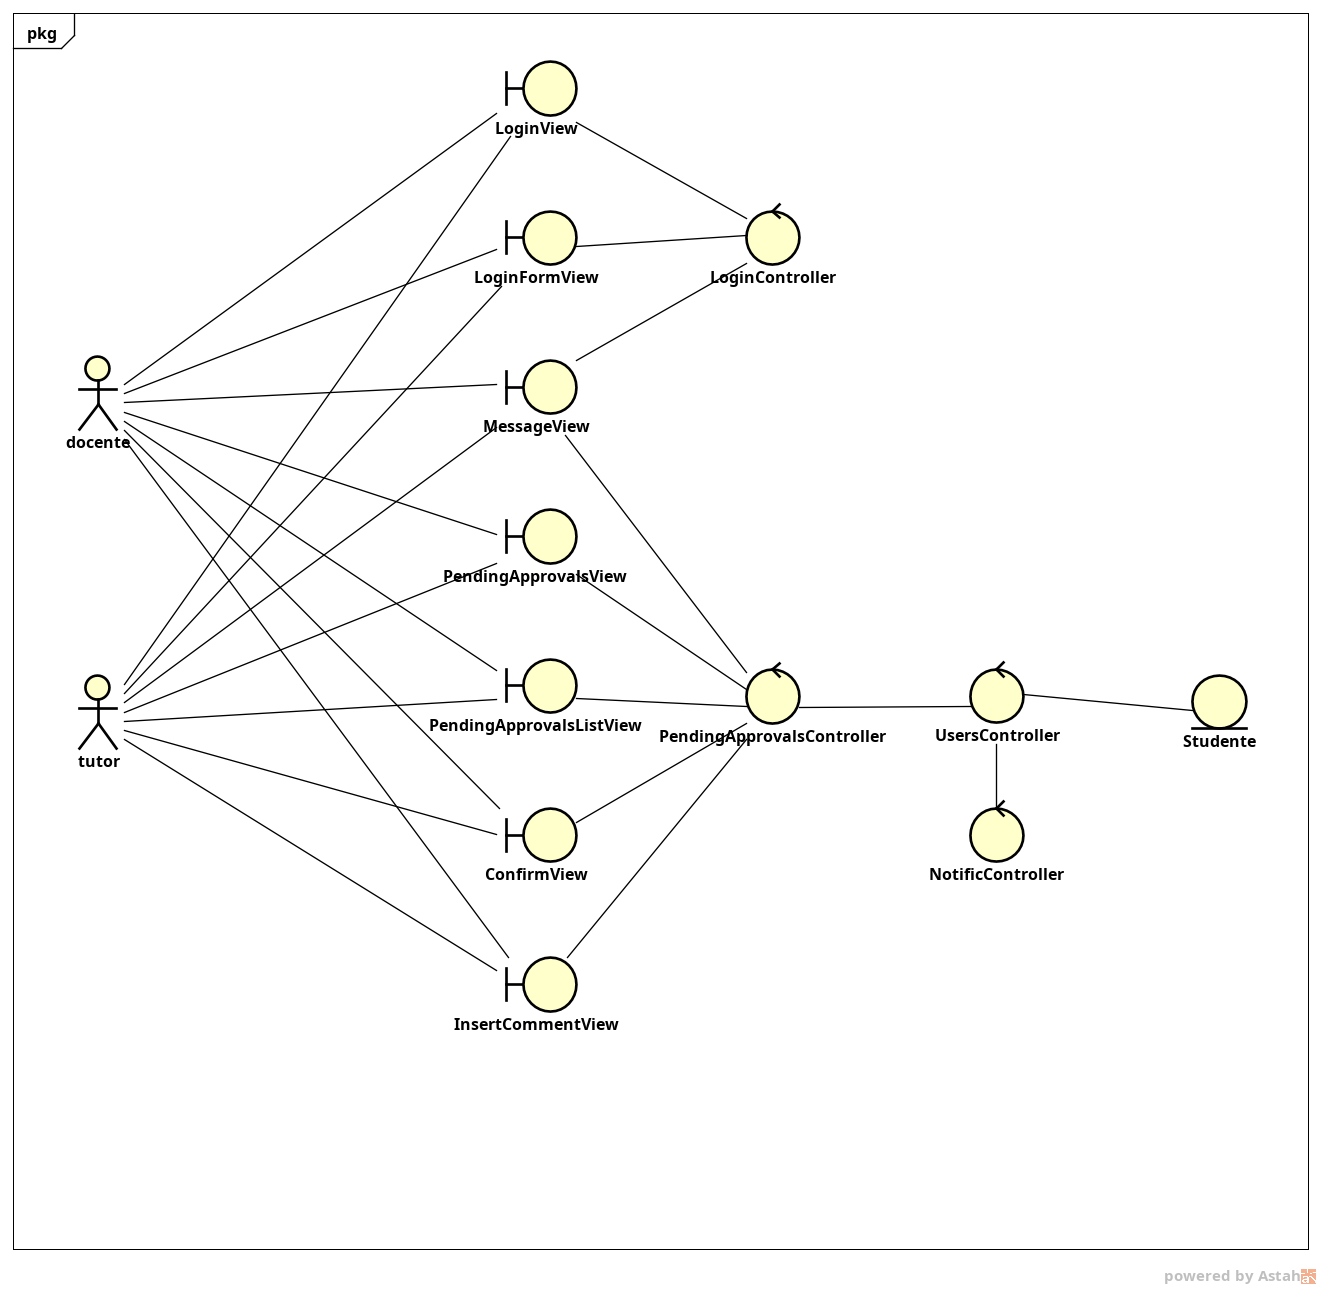 pkg
LoginView
LoginFormView
LoginController
docente
MessageView
PendingApprovalsView
tutor
PendingApprovalsListView
PendingApprovalsController
UsersController
Studente
ConfirmView
NotificController
InsertCommentView
powered by Astah